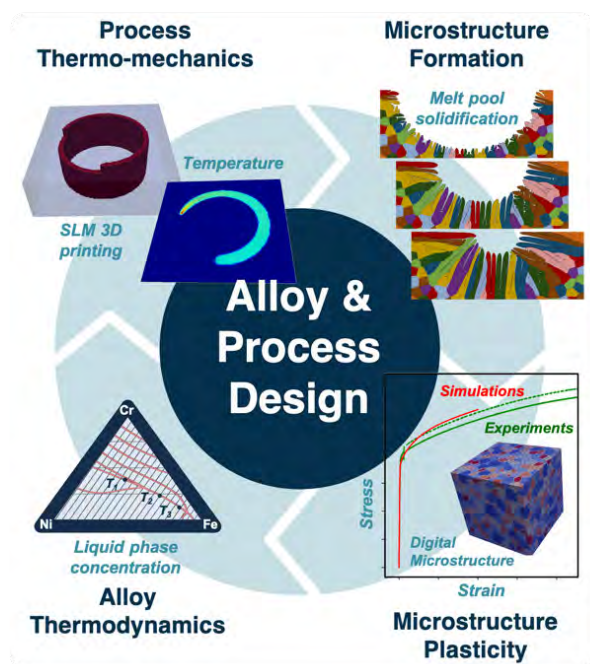 Process
Thermo-mechanics
Microstructure
Formation
Melt pool
solidification
Temperature
SLM 3D
printing
Alloy &
Process
Design
Simulations
Experiments
Stress
Digital
Microstructure
Strain
Cr
T1
T2
T3
Ni
Fe
Liquid phase
concentration
Alloy
Thermodynamics
Microstructure
Plasticity